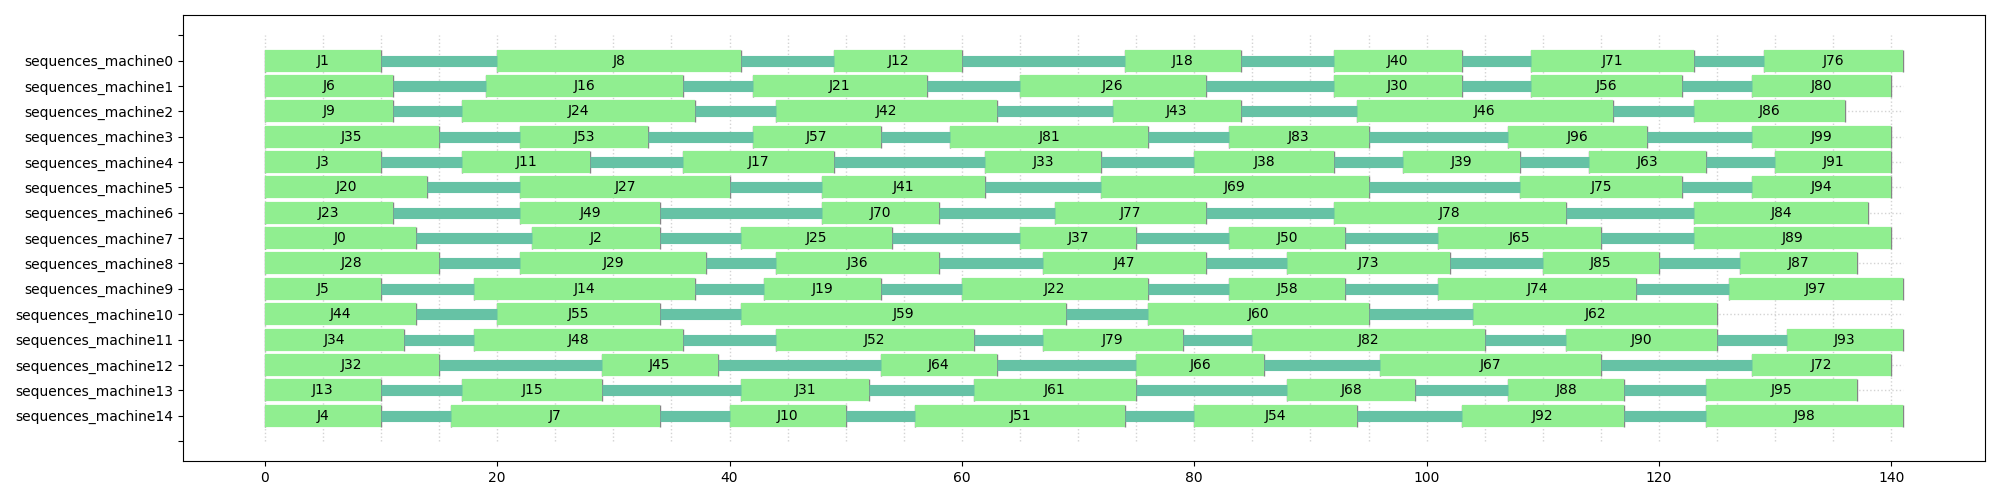 sequences_machine0 J1 J8 J12 J18 J40 J71 J76
sequences_machine1 J6 J16 J21 J26 J30 J56 J80
sequences_machine2 J9 J24 J42 J43 J46 J86
sequences_machine3 J35 J53 J57 J81 J83 J96 J99
sequences_machine4 J3 J11 J17 J33 J38 J39 J63 J91
sequences_machine5 J20 J27 J41 J69 J75 J94
sequences_machine6 J23 J49 J70 J77 J78 J84
sequences_machine7 J0 J2 J25 J37 J50 J65 J89
sequences_machine8 J28 J29 J36 J47 J73 J85 J87
sequences_machine9 J5 J14 J19 J22 J58 J74 J97
sequences_machine10 J44 J55 J59 J60 J62
sequences_machine11 J34 J48 J52 J79 J82 J90 J93
sequences_machine12 J32 J45 J64 J66 J67 J72
sequences_machine13 J13 J15 J31 J61 J68 J88 J95
sequences_machine14 J4 J7 J10 J51 J54 J92 J98
0 20 40 60 80 100 120 140